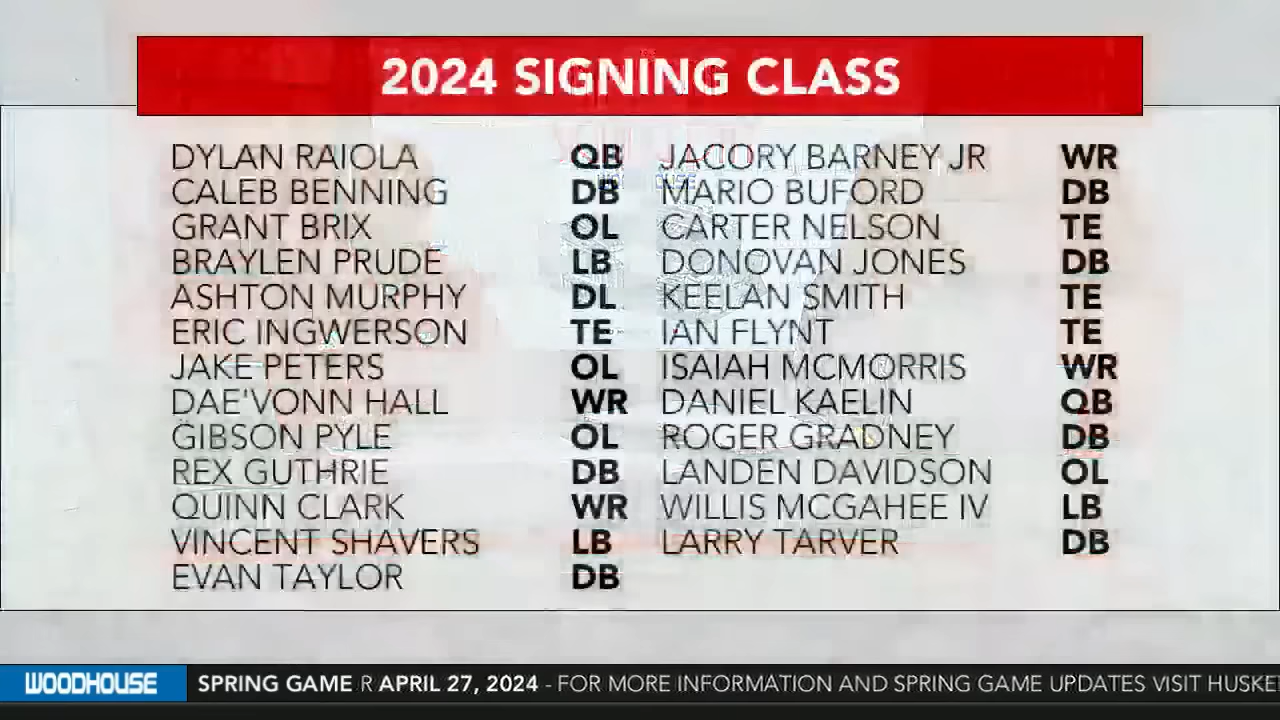 2024 SIGNING CLASS
DYLAN RAIOLA QB JACORY BARNEY JR WR
CALEB BENNING DB MARIO BUFORD DB
GRANT BRIX OL CARTER NELSON TE
BRAYLEN PRUDE LB DONOVAN JONES DB
ASHTON MURPHY DL KEELAN SMITH TE
ERIC INGWERSON TE IAN FLYNT TE
JAKE PETERS OL ISAIAH MCMORRIS WR
DAE'VONN HALL WR DANIEL KAELIN QB
GIBSON PYLE OL ROGER GRADNEY DB
REX GUTHRIE DB LANDEN DAVIDSON OL
QUINN CLARK WR WILLIS MCGAHEE IV LB
VINCENT SHAVERS LB LARRY TARVER DB
EVAN TAYLOR DB
WOODHOUSE SPRING GAME R APRIL 27, 2024 - FOR MORE INFORMATION AND SPRING GAME UPDATES VISIT HUSKE